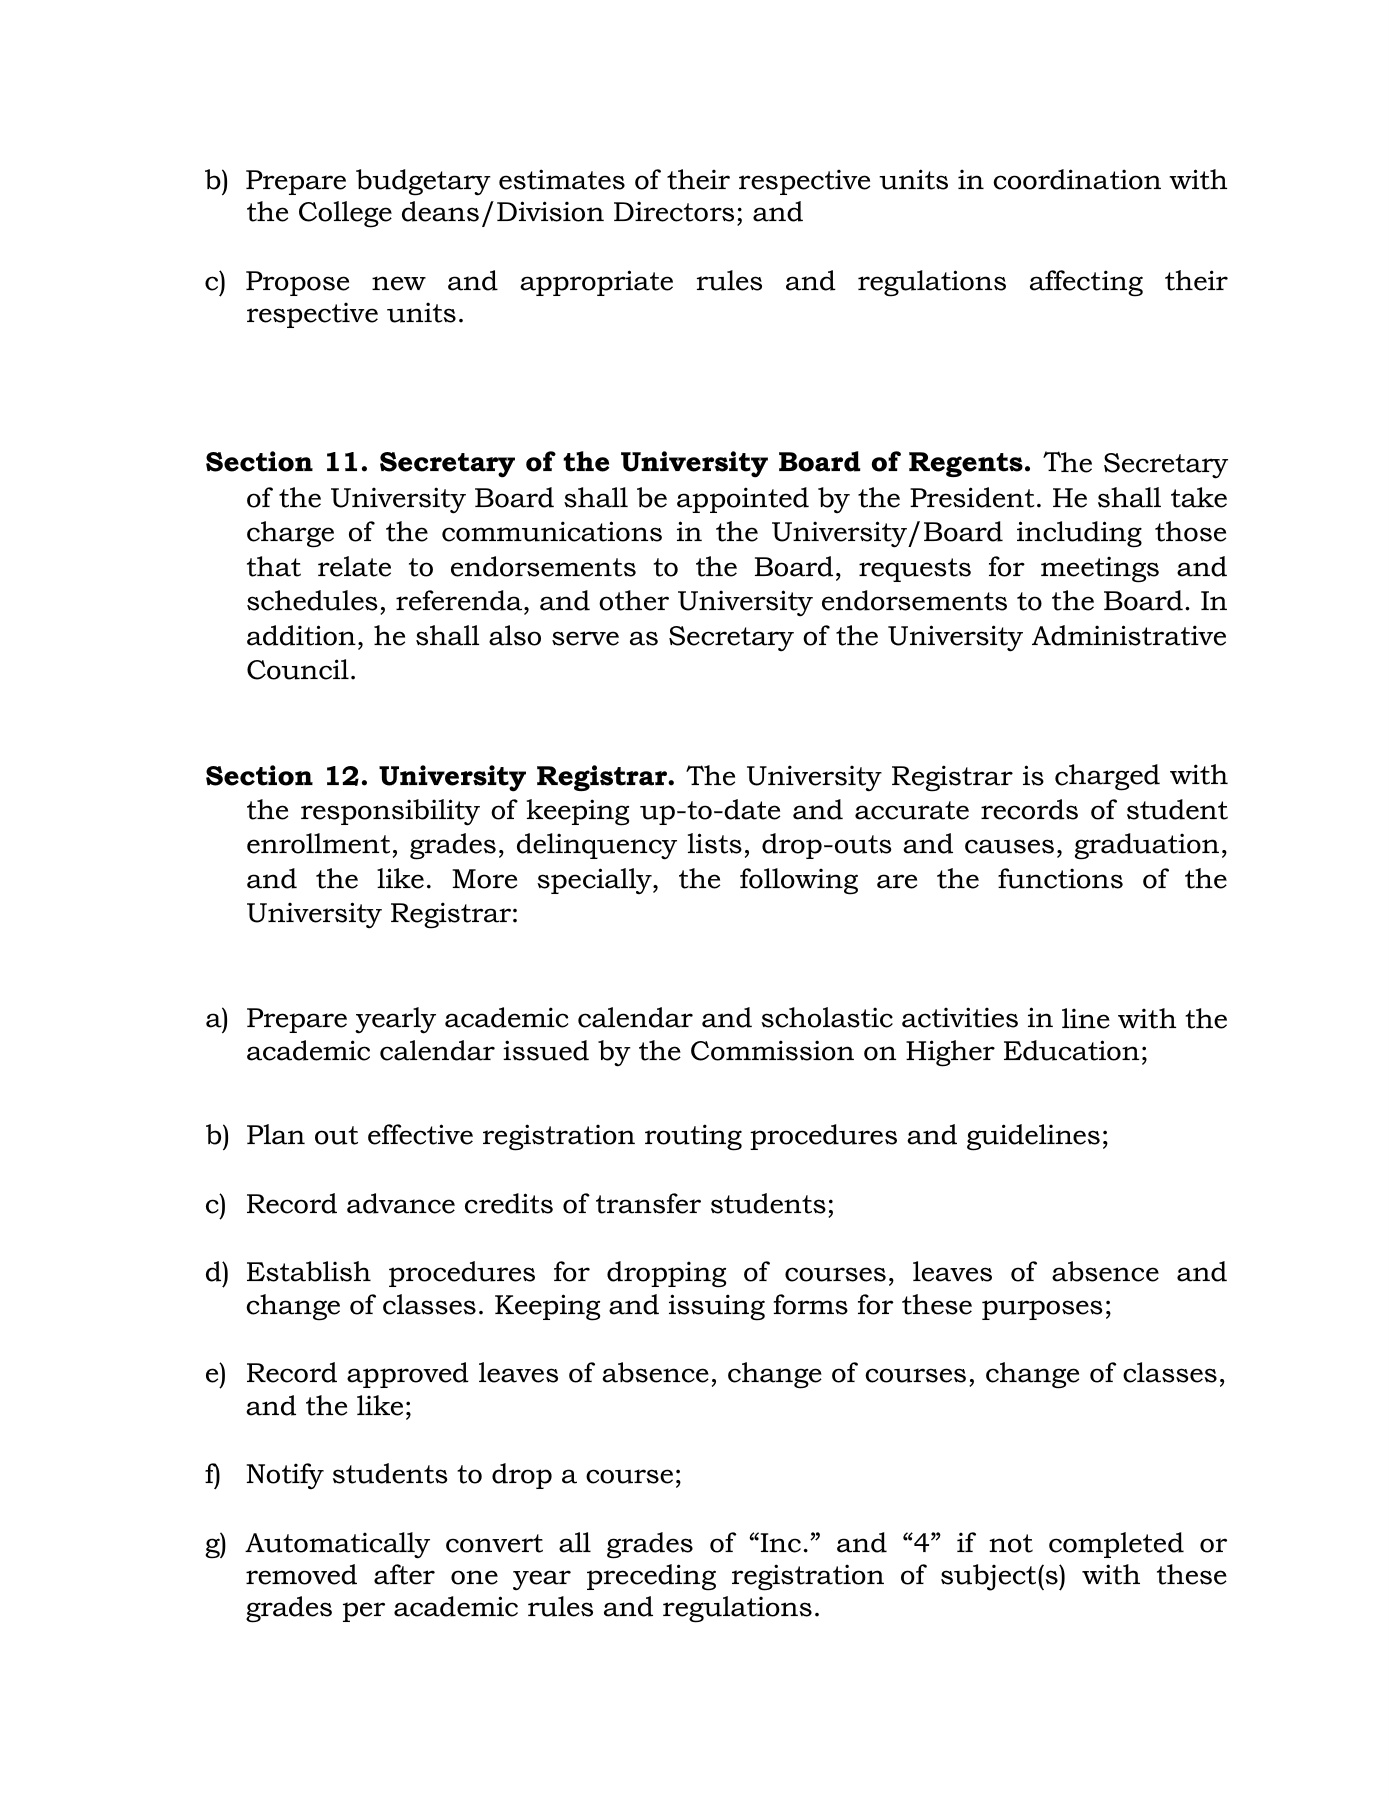 b) Prepare budgetary estimates of their respective units in coordination with
the College deans/Division Directors; and
c) Propose new and appropriate rules and regulations affecting their
respective units.
Section 11. Secretary of the University Board of Regents. The Secretary
of the University Board shall be appointed by the President. He shall take
charge of the communications in the University/Board including those
that relate to endorsements to the Board, requests for meetings and
schedules, referenda, and other University endorsements to the Board. In
addition, he shall also serve as Secretary of the University Administrative
Council.
Section 12. University Registrar. The University Registrar is charged with
the responsibility of keeping up-to-date and accurate records of student
enrollment, grades, delinquency lists, drop-outs and causes, graduation,
and the like. More specially, the following are the functions of the
University Registrar:
a) Prepare yearly academic calendar and scholastic activities in line with the
academic calendar issued by the Commission on Higher Education;
b) Plan out effective registration routing procedures and guidelines;
c) Record advance credits of transfer students;
d) Establish procedures for dropping of courses, leaves of absence and
change of classes. Keeping and issuing forms for these purposes;
e) Record approved leaves of absence, change of courses, change of classes,
and the like;
f) Notify students to drop a course;
g) Automatically convert all grades of “Inc.” and “4” if not completed or
removed after one year preceding registration of subject(s) with these
grades per academic rules and regulations.